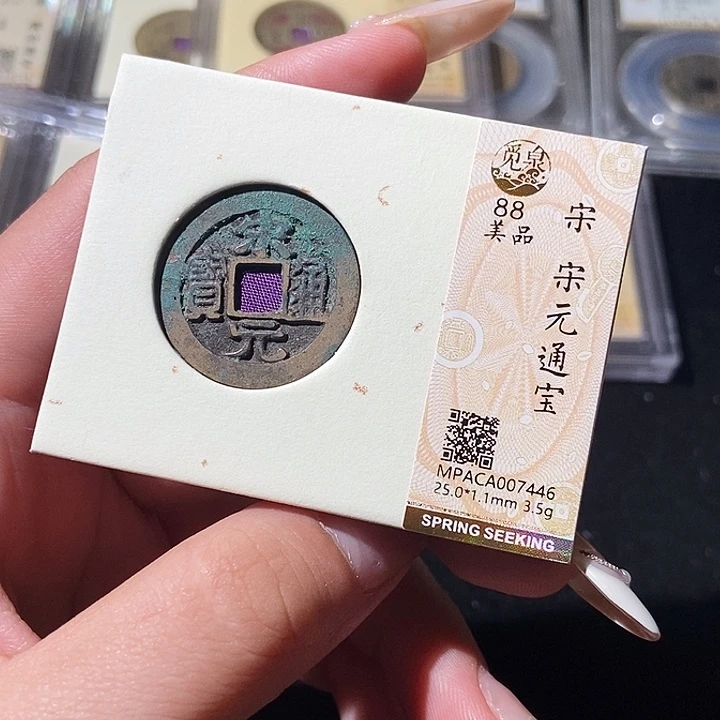 宋
元
通
寳
觅泉
88
美品
宋
宋元通宝
MPACA007446
25.0*1.1mm 3.5g
SPRING SEEKING